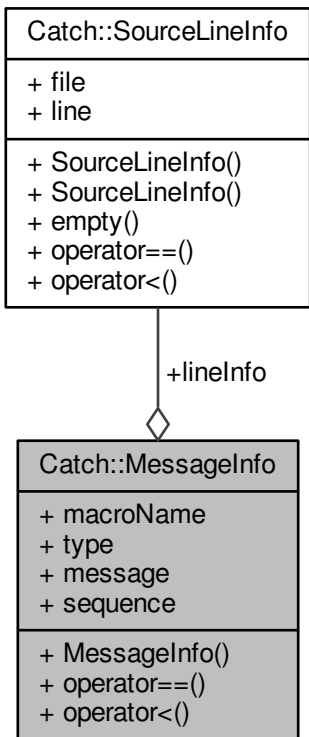 Catch::SourceLineInfo
+ file
+ line
+ SourceLineInfo()
+ SourceLineInfo()
+ empty()
+ operator==()
+ operator<()
+lineInfo
Catch::MessageInfo
+ macroName
+ type
+ message
+ sequence
+ MessageInfo()
+ operator==()
+ operator<()